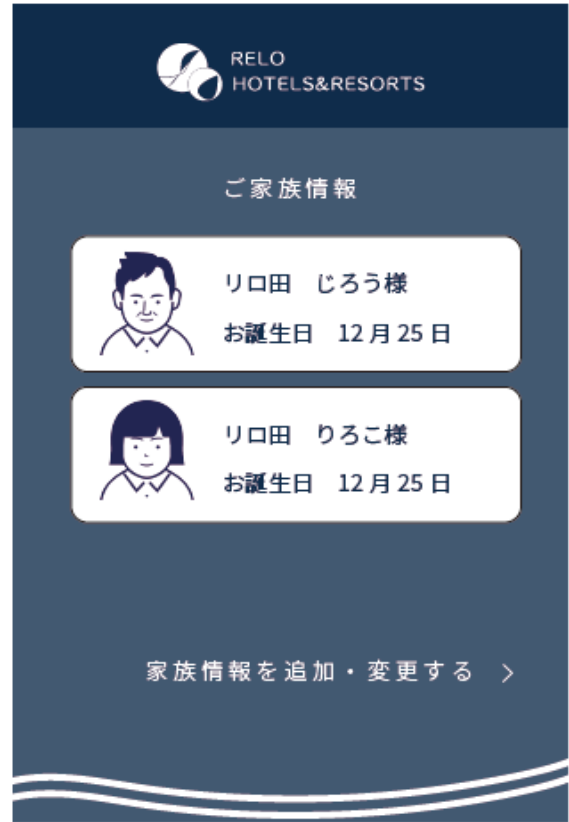 RELO
HOTELS&RESORTS
ご家族情報
リロ田　じろう様
お誕生日　12月25日
リロ田　りろこ様
お誕生日　12月25日
家族情報を追加・変更する　＞